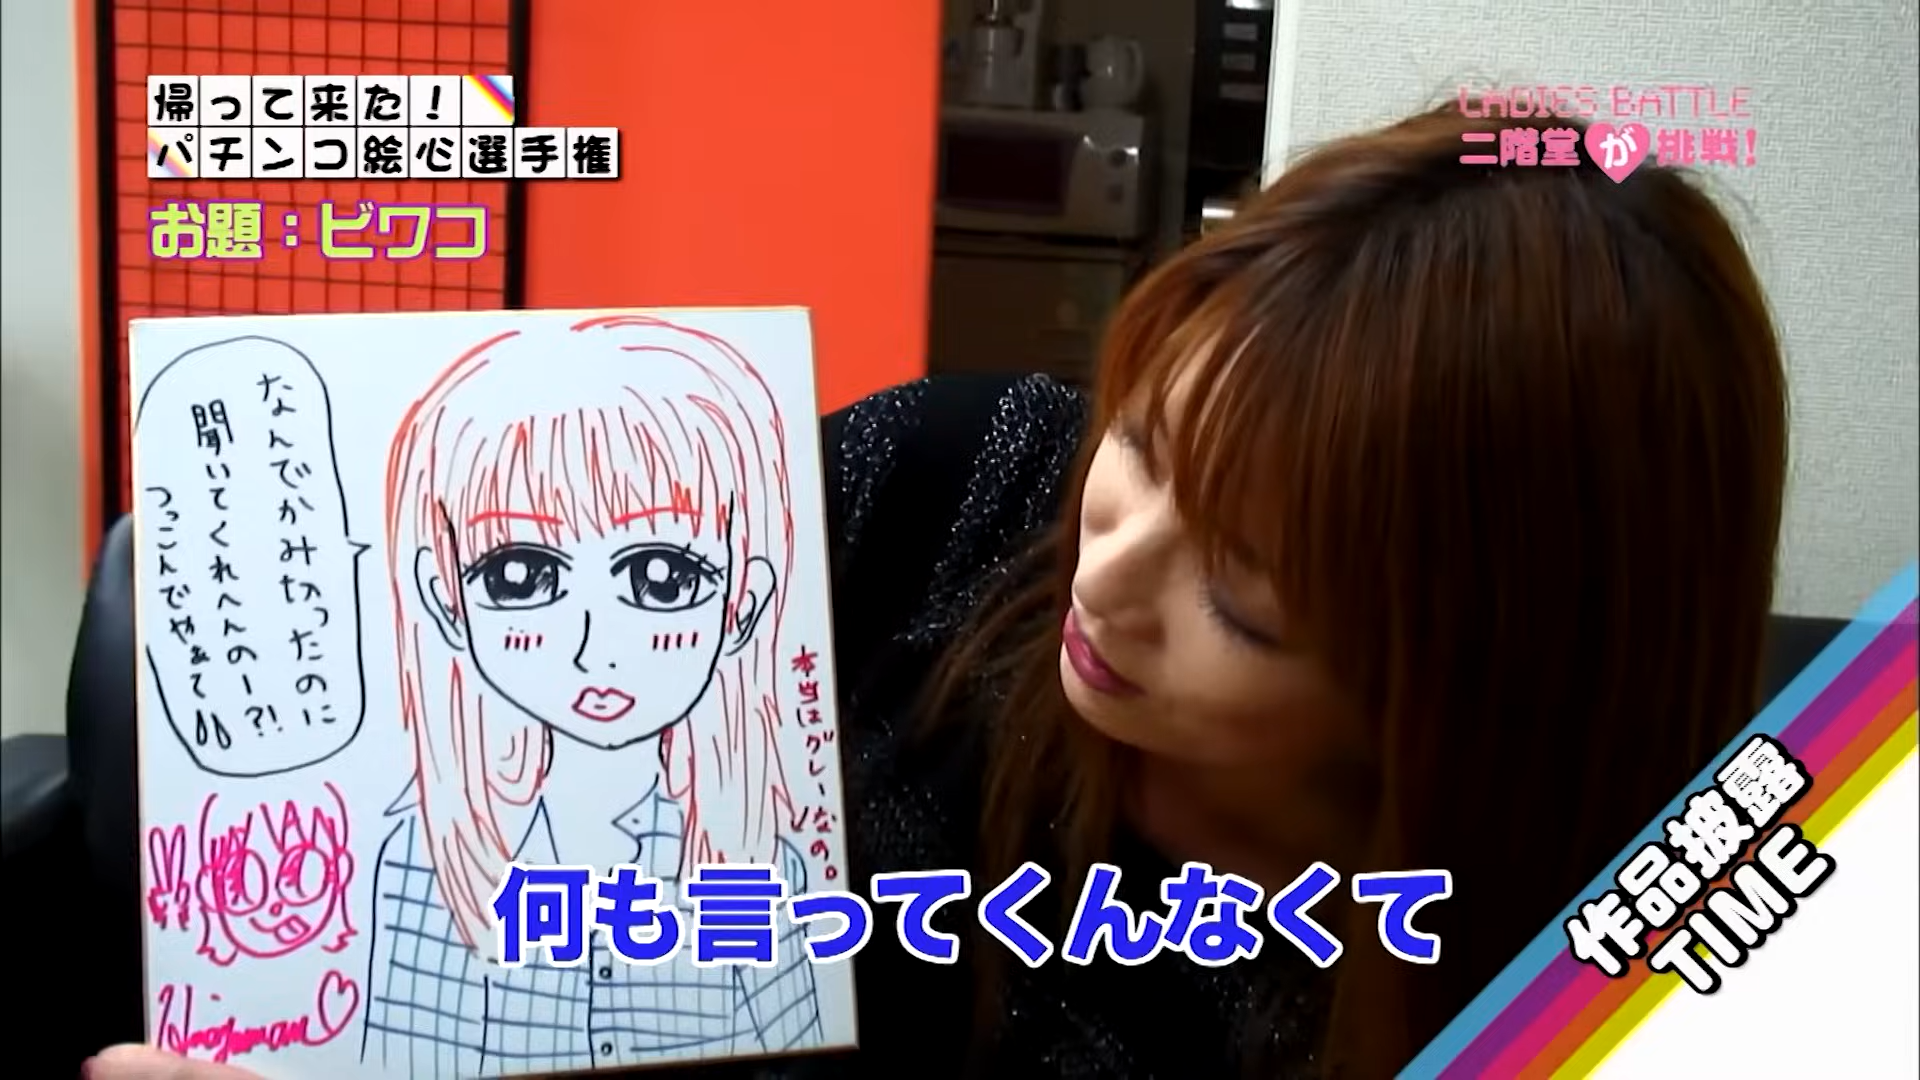 帰って来た!
パチンコ絵心選手権
お題:ビワコ
LADIES BATTLE
二階堂が挑戦!
なんでかみ切ったのに
聞いてくれへんのー?!
つっこんでやぁて
本当はグレーなの。
何も言ってくんなくて
作品披露
TIME